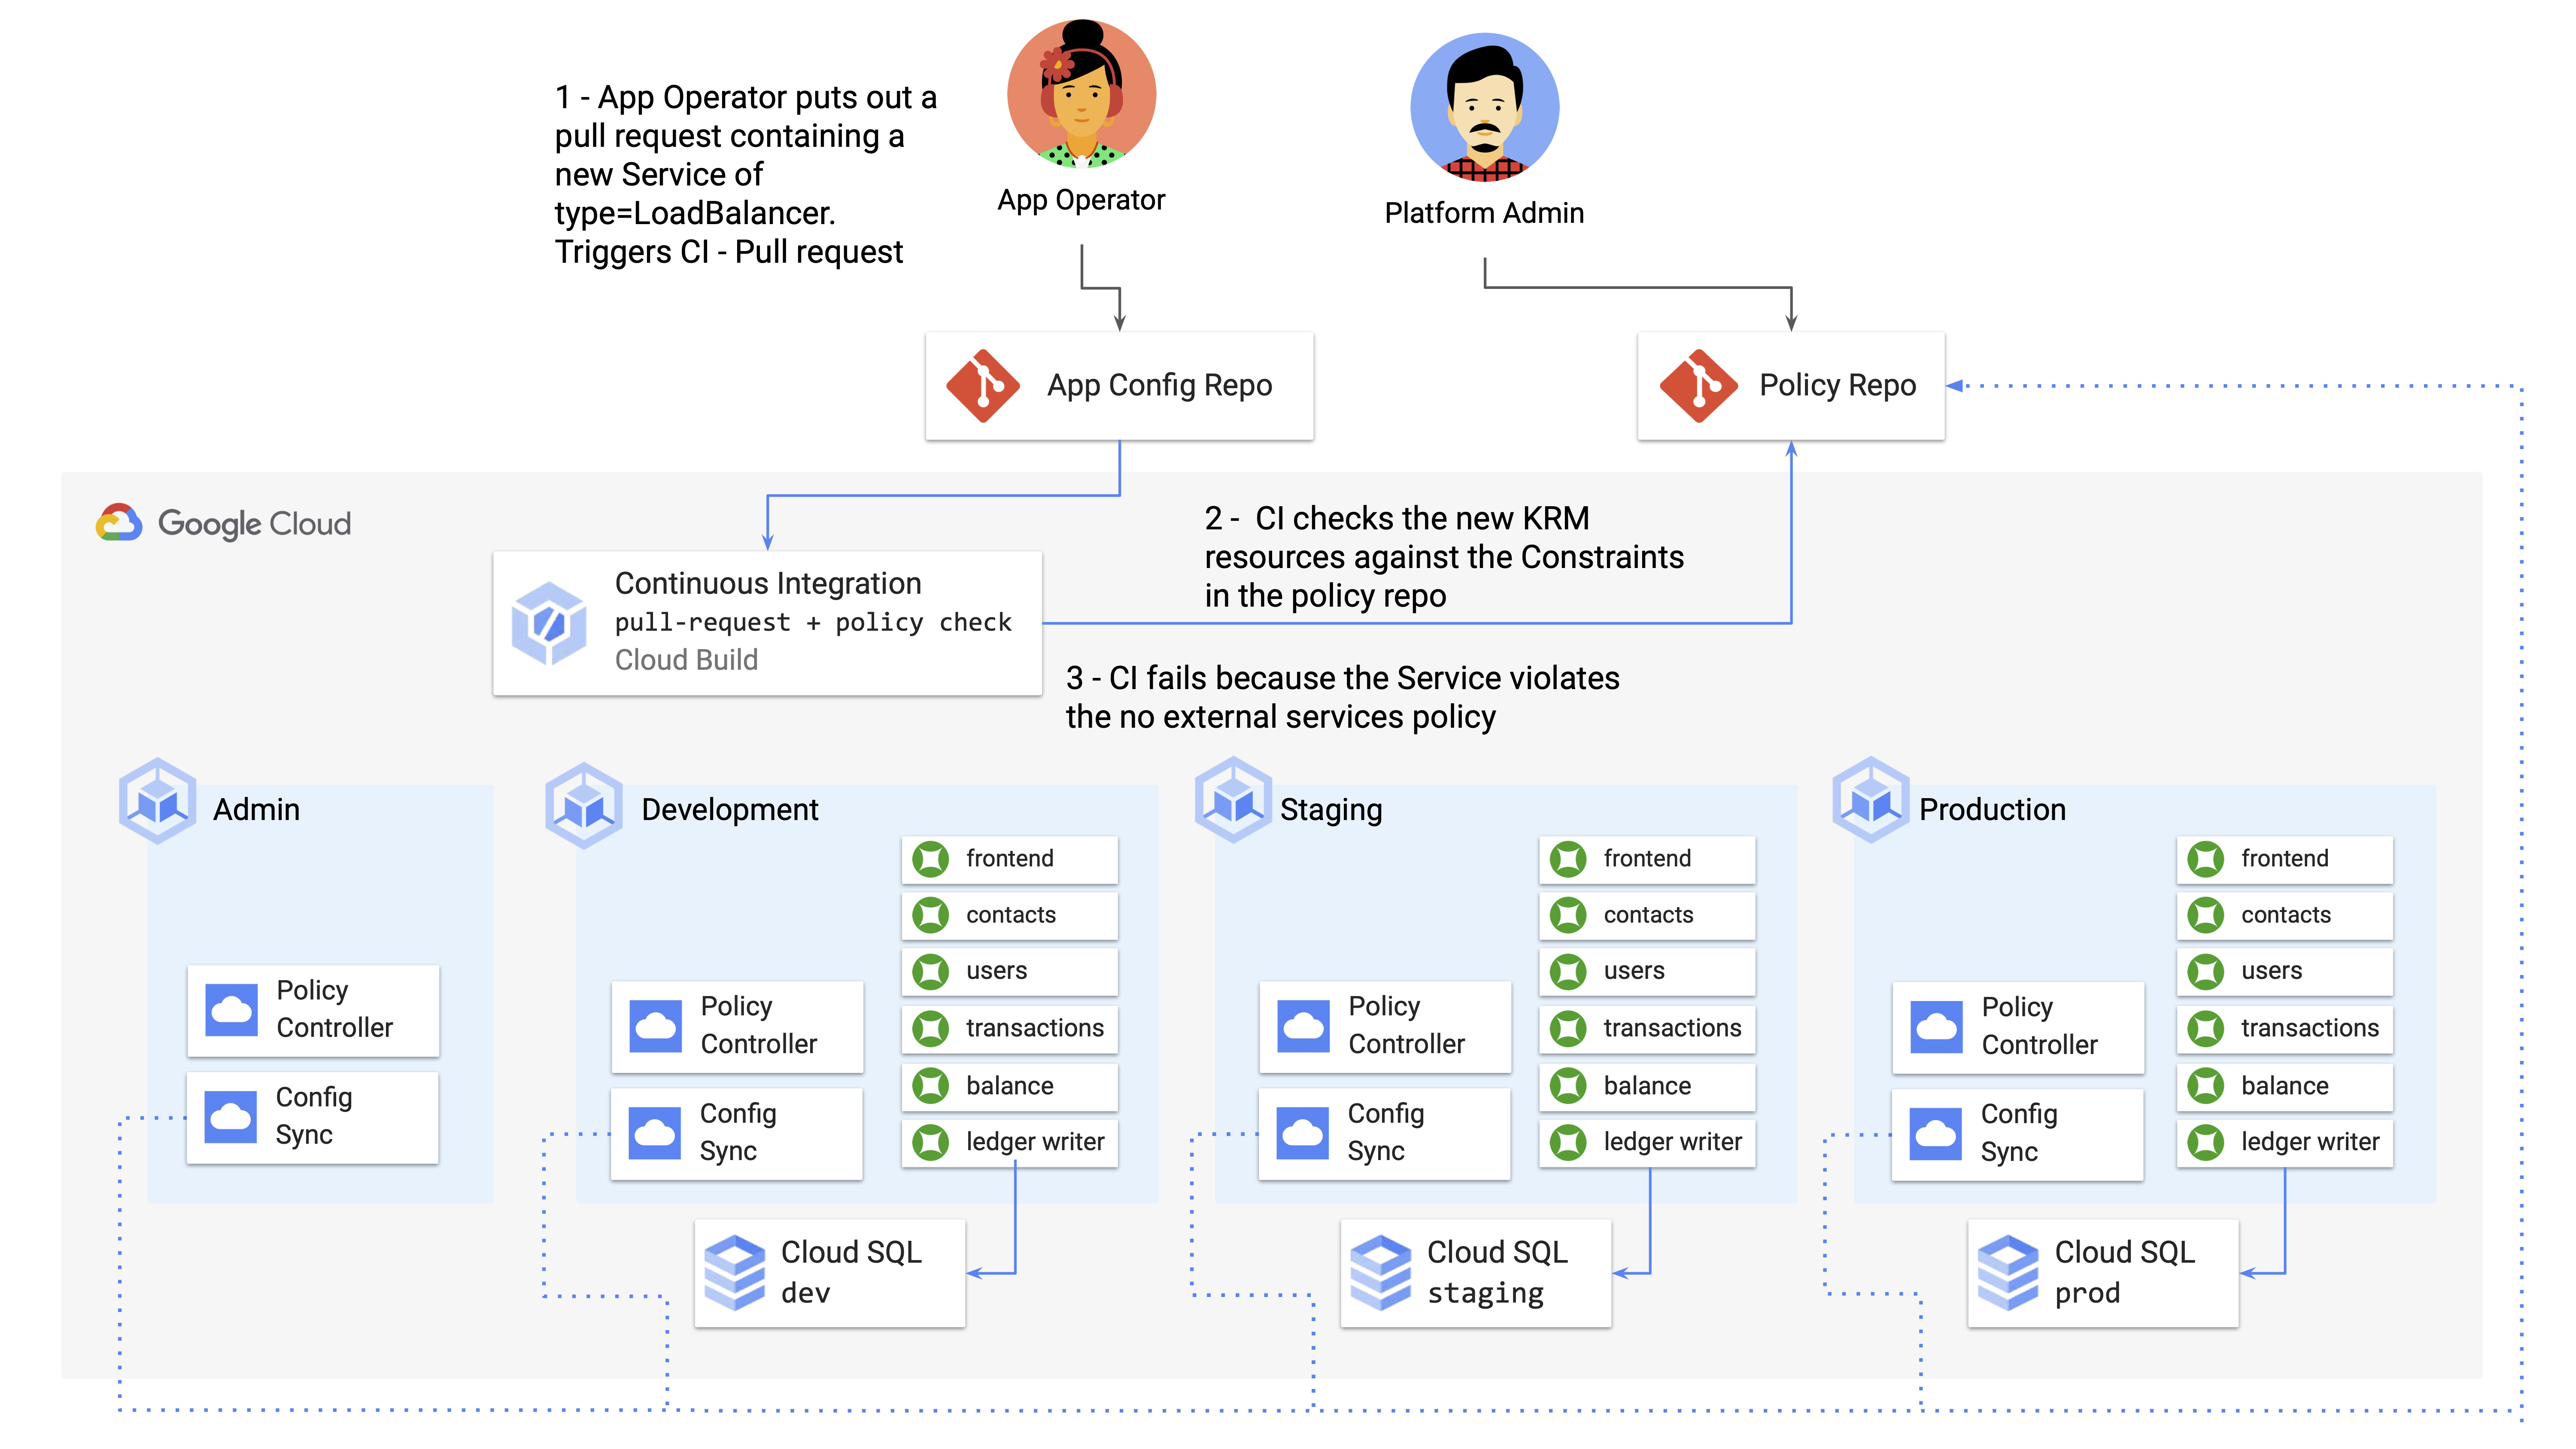 1 - App Operator puts out a
pull request containing a
new Service of
type=LoadBalancer.
Triggers CI - Pull request
App Operator
Platform Admin
App Config Repo
Policy Repo
Google Cloud
Continuous Integration
pull-request + policy check
Cloud Build
2 - CI checks the new KRM
resources against the Constraints
in the policy repo
3 - CI fails because the Service violates
the no external services policy
Admin
Policy
Controller
Config
Sync
Development
frontend
contacts
users
transactions
balance
ledger writer
Policy
Controller
Config
Sync
Cloud SQL
dev
Staging
frontend
contacts
users
transactions
balance
ledger writer
Policy
Controller
Config
Sync
Cloud SQL
staging
Production
frontend
contacts
users
transactions
balance
ledger writer
Policy
Controller
Config
Sync
Cloud SQL
prod